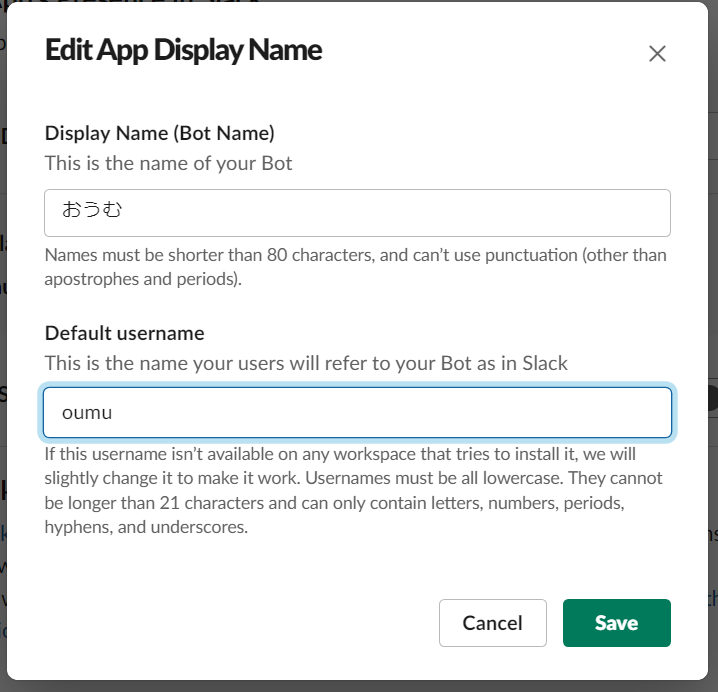 Edit App Display Name
Display Name (Bot Name)
This is the name of your Bot
おうむ
Names must be shorter than 80 characters, and can’t use punctuation (other than
apostrophes and periods).
Default username
This is the name your users will refer to your Bot as in Slack
oumu
If this username isn’t available on any workspace that tries to install it, we will
slightly change it to make it work. Usernames must be all lowercase. They cannot
be longer than 21 characters and can only contain letters, numbers, periods,
hyphens, and underscores.
Cancel
Save